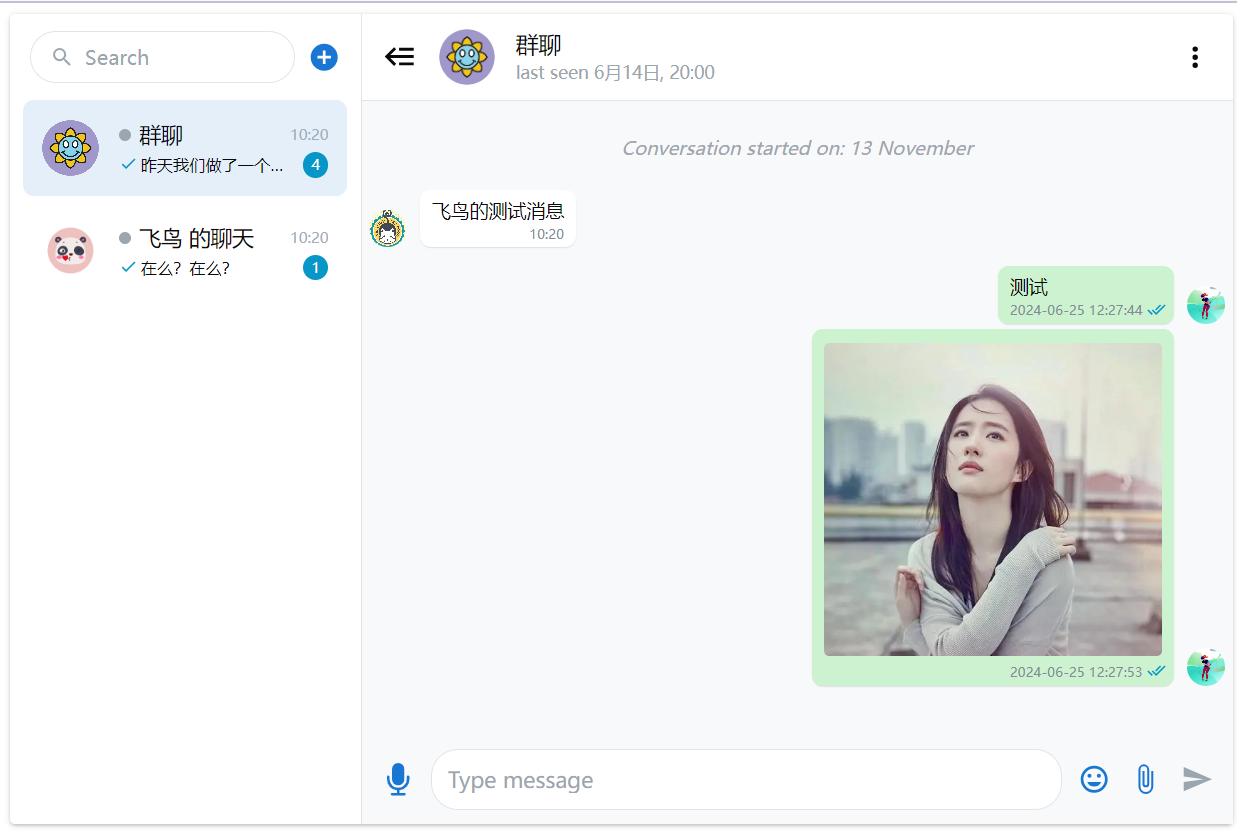 Search
群聊
10:20
昨天我们做了一个...
4
飞鸟 的聊天
10:20
在么？在么？
1
群聊
last seen 6月14日, 20:00
Conversation started on: 13 November
飞鸟的测试消息
10:20
测试
2024-06-25 12:27:44
2024-06-25 12:27:53
Type message